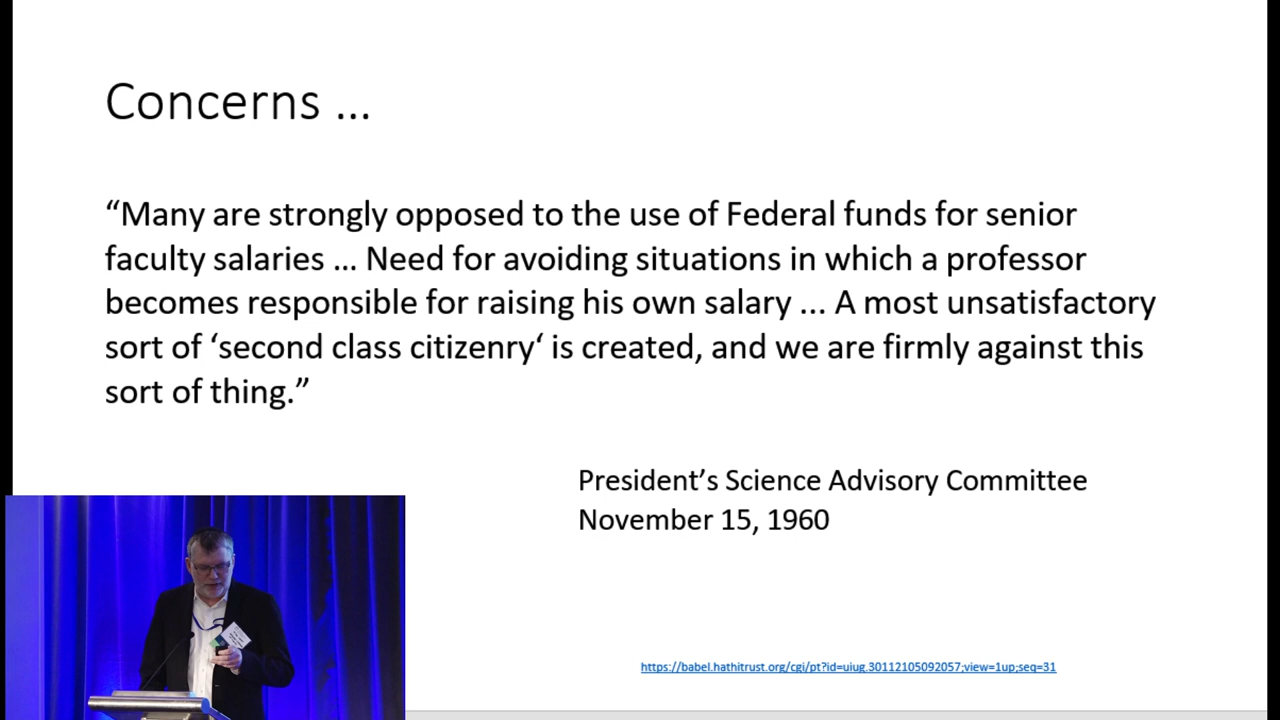 Concerns ...
“Many are strongly opposed to the use of Federal funds for senior
faculty salaries ... Need for avoiding situations in which a professor
becomes responsible for raising his own salary ... A most unsatisfactory
sort of ‘second class citizenry‘ is created, and we are firmly against this
sort of thing.”
President’s Science Advisory Committee
November 15, 1960
https://babel.hathitrust.org/cgi/pt?id=uiug.30112105092057;view=1up;seq=31